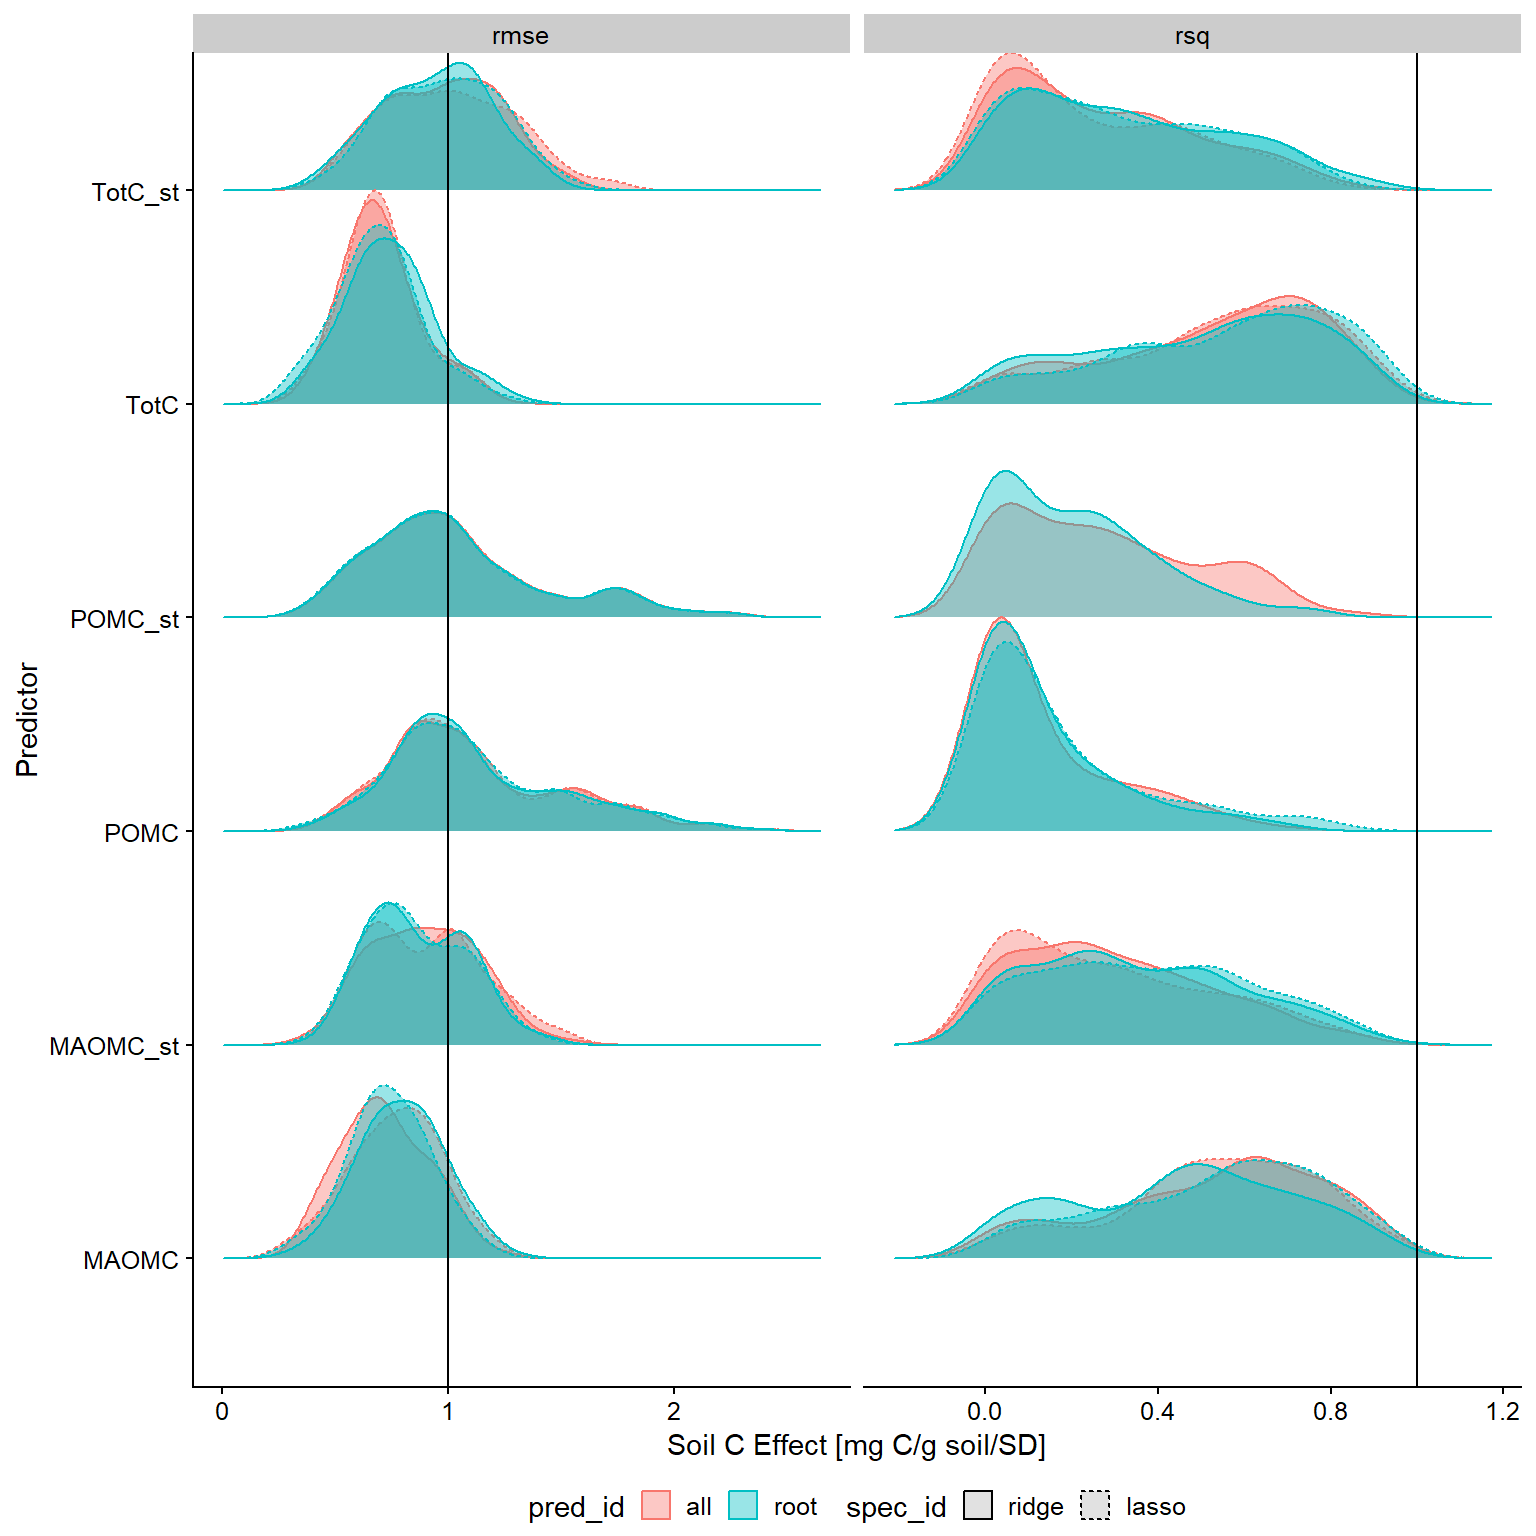 rmse rsq
TotC_st
TotC
POMC_st
POMC
MAOMC_st
MAOMC
Predictor
0 1 2 0.0 0.4 0.8 1.2
Soil C Effect [mg C/g soil/SD]
pred_id all root spec_id ridge lasso